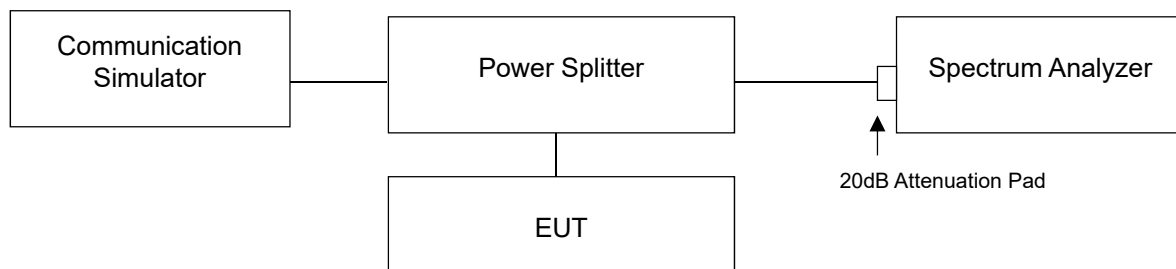 Communication
Simulator
Power Splitter
Spectrum Analyzer
20dB Attenuation Pad
EUT